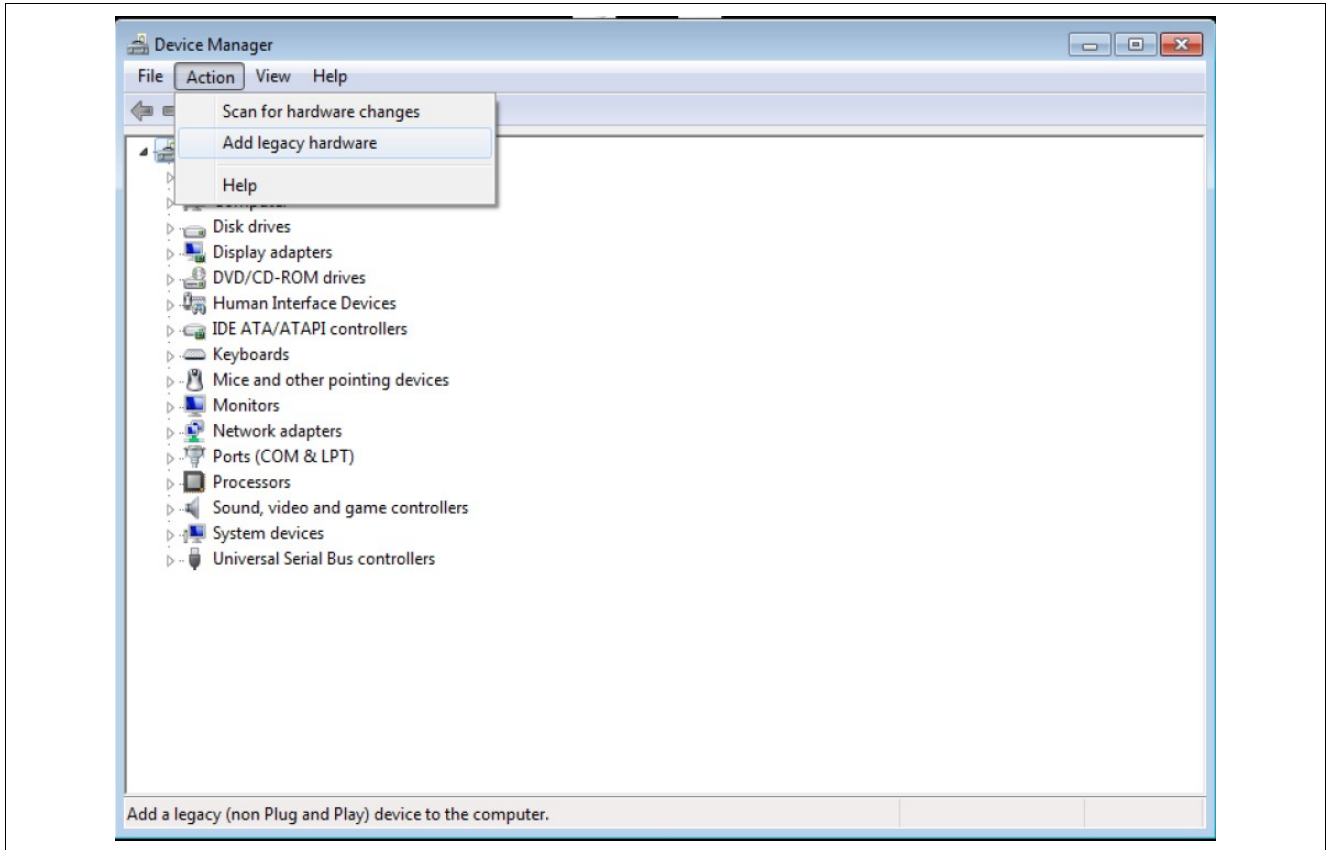 Device Manager
File Action View Help
Scan for hardware changes
Add legacy hardware
Help
Computer
Disk drives
Display adapters
DVD/CD-ROM drives
Human Interface Devices
IDE ATA/ATAPI controllers
Keyboards
Mice and other pointing devices
Monitors
Network adapters
Ports (COM & LPT)
Processors
Sound, video and game controllers
System devices
Universal Serial Bus controllers
Add a legacy (non Plug and Play) device to the computer.